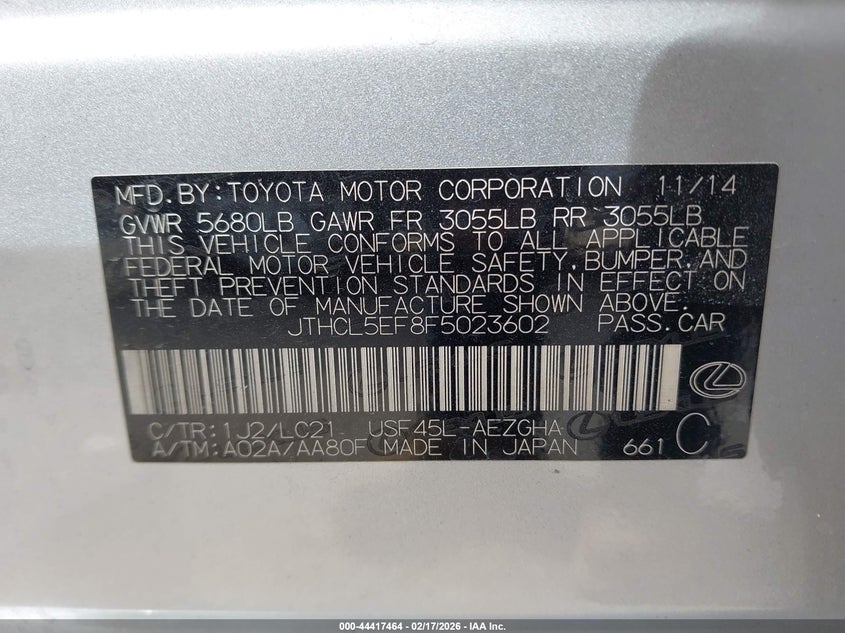 MFD.BY:TOYOTA MOTOR CORPORATION 11/14
GVWR 5680LB GAWR FR 3055LB RR 3055LB
THIS VEHICLE CONFORMS TO ALL APPLICABLE
FEDERAL MOTOR VEHICLE SAFETY,BUMPER,AND
THEFT PREVENTION STANDARDS IN EFFECT ON
THE DATE OF MANUFACTURE SHOWN ABOVE.
JTHCL5EF8F5023602 PASS.CAR
C/TR:1J2/LC21 USF45L-AEZGHA
A/TM:A02A/AA80F MADE IN JAPAN 661 C
000-44417464 - 02/17/2026 - IAA Inc.